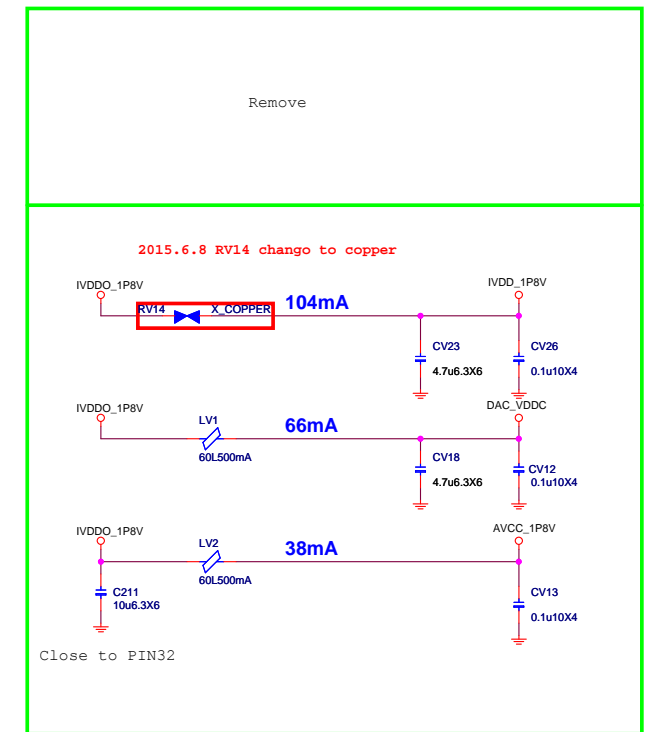 Remove
2015.6.8 RV14 chango to copper
IVDDO_1P8V
IVDD_1P8V
RV14
X_COPPER
104mA
CV23
4.7u6.3X6
CV26
0.1u10X4
IVDDO_1P8V
DAC_VDDC
LV1
60L500mA
66mA
CV18
4.7u6.3X6
CV12
0.1u10X4
IVDDO_1P8V
AVCC_1P8V
LV2
60L500mA
38mA
C211
10u6.3X6
CV13
0.1u10X4
Close to PIN32